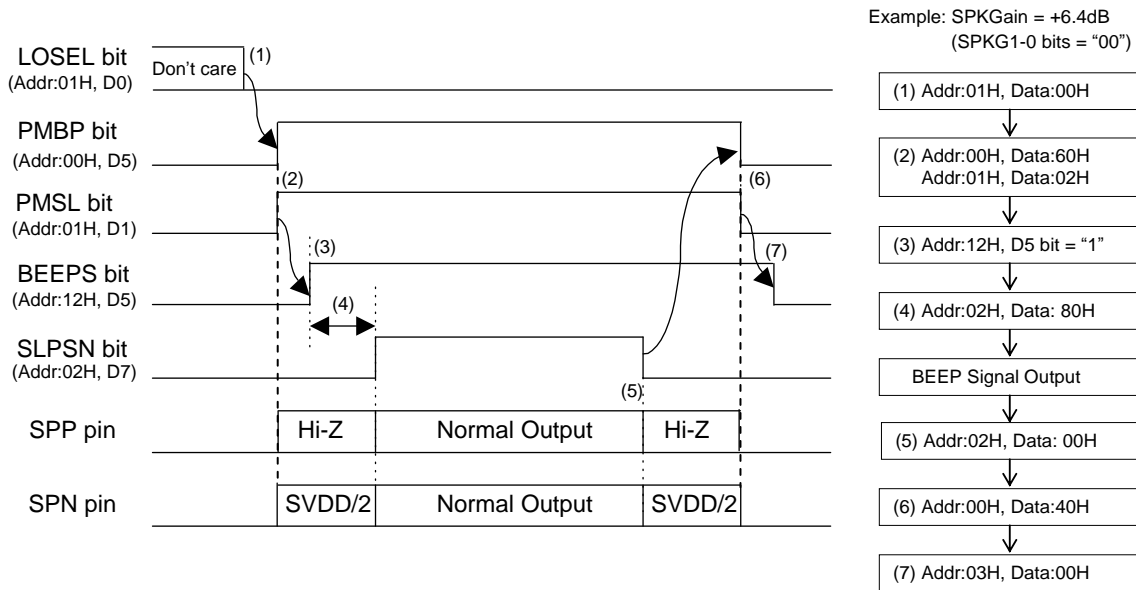 Example: SPKGain = +6.4dB
(SPKG1-0 bits = “00”)
LOSEL bit
(Addr:01H, D0)
Don’t care
(1)
PMBP bit
(Addr:00H, D5)
(2)
(6)
PMSL bit
(Addr:01H, D1)
(3)
(7)
BEEPS bit
(Addr:12H, D5)
(4)
SLPSN bit
(Addr:02H, D7)
(5)
SPP pin
Hi-Z
Normal Output
Hi-Z
SPN pin
SVDD/2
Normal Output
SVDD/2
(1) Addr:01H, Data:00H
(2) Addr:00H, Data:60H
Addr:01H, Data:02H
(3) Addr:12H, D5 bit = “1”
(4) Addr:02H, Data: 80H
BEEP Signal Output
(5) Addr:02H, Data: 00H
(6) Addr:00H, Data:40H
(7) Addr:03H, Data:00H